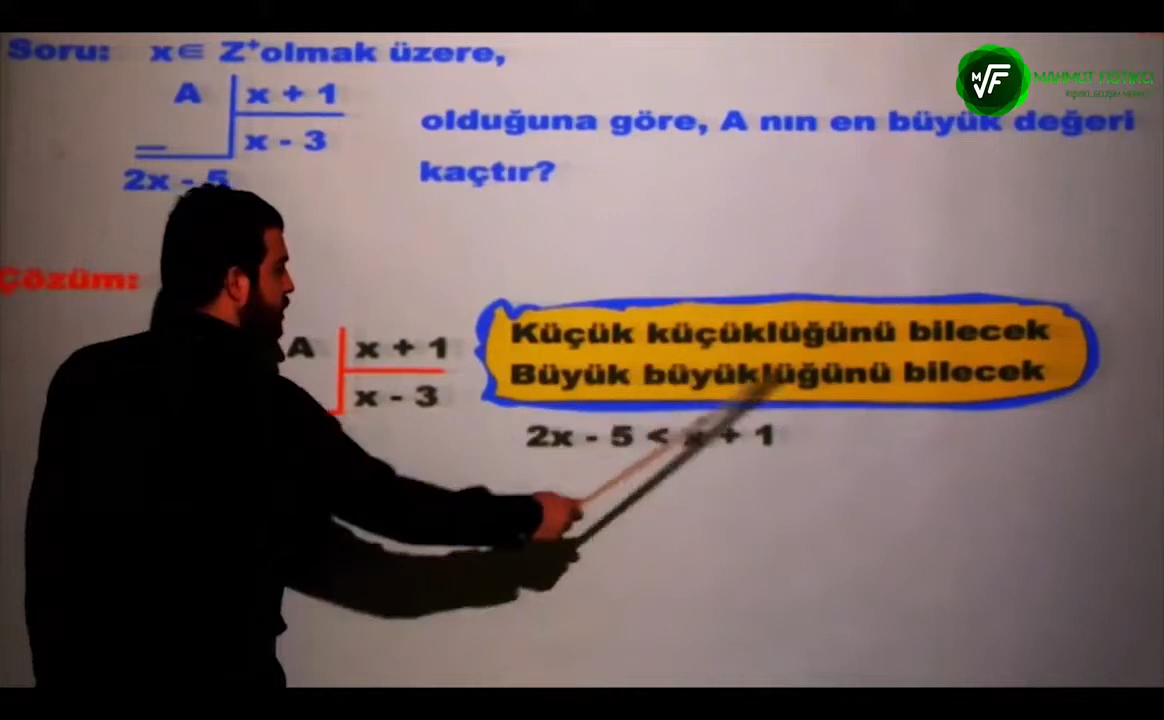 Soru: x∈ Z⁺olmak üzere,
A x + 1
x - 3
2x - 5
olduğuna göre, A nın en büyük değeri
kaçtır?
Çözüm:
A x + 1
x - 3
Küçük küçüklüğünü bilecek
Büyük büyüklüğünü bilecek
2x - 5 < x + 1